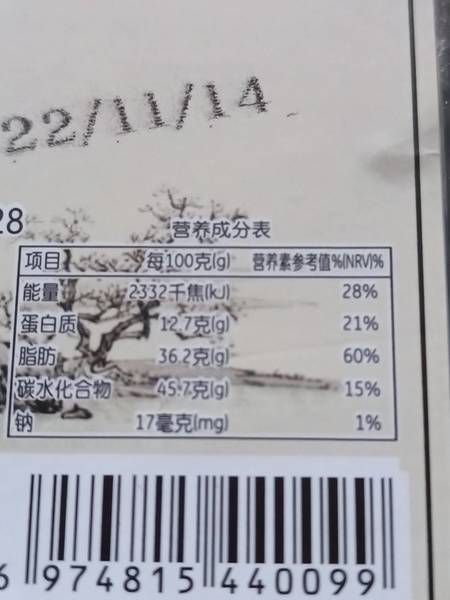 22/11/14
28
营养成分表
项目 每100克(g) 营养素参考值%(NRV)%
能量 2332千焦(kJ) 28%
蛋白质 12.7克(g) 21%
脂肪 36.2克(g) 60%
碳水化合物 45.7克(g) 15%
钠 17毫克(mg) 1%
6 974815 440099